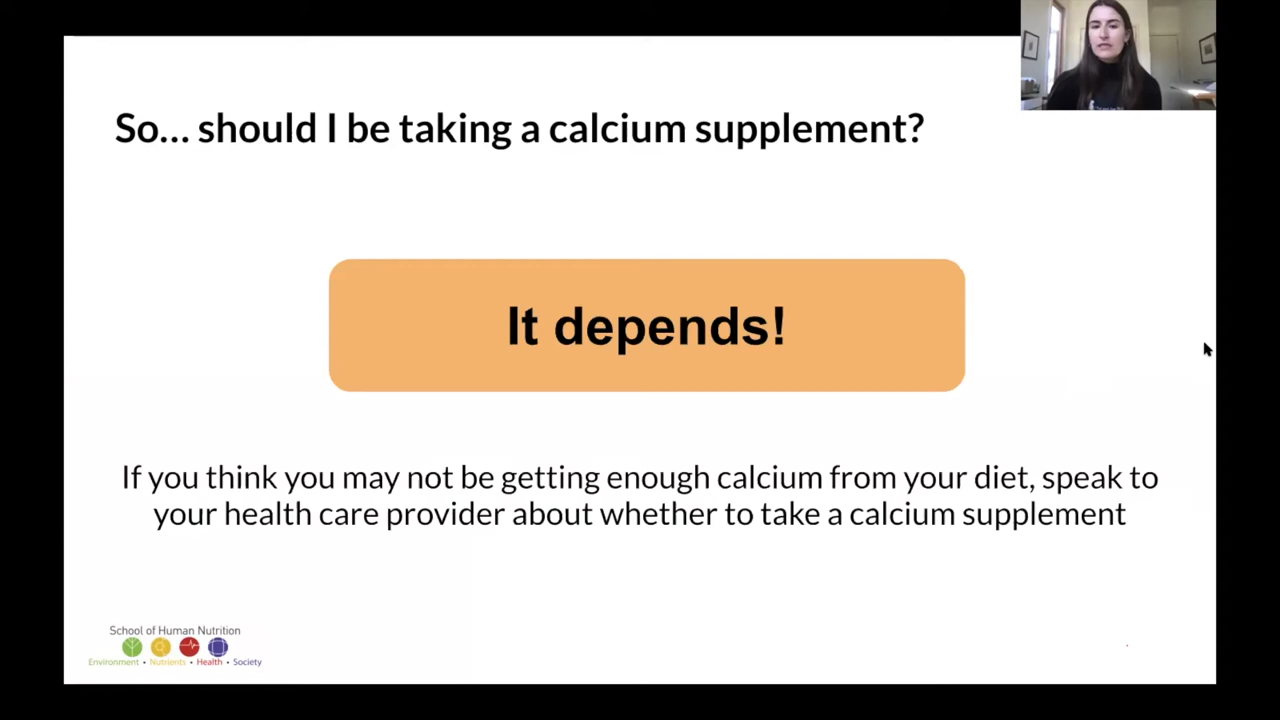 So... should I be taking a calcium supplement?
It depends!
If you think you may not be getting enough calcium from your diet, speak to
your health care provider about whether to take a calcium supplement
School of Human Nutrition
Environment • Nutrients • Health • Society